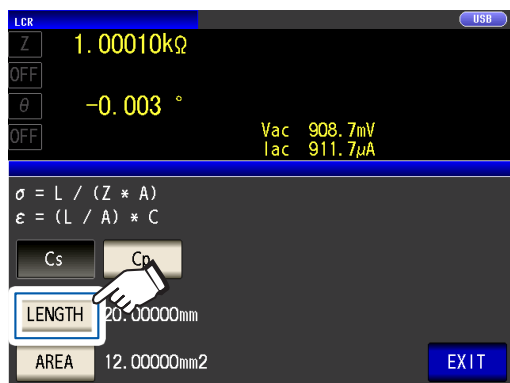 LCR USB
Z 1.00010kΩ
OFF
θ -0.003 °
OFF
Vac 908.7mV
Iac 911.7μA
σ = L / (Z * A)
ε = (L / A) * C
Cs Cp
LENGTH 20.00000mm
AREA 12.00000mm2 EXIT